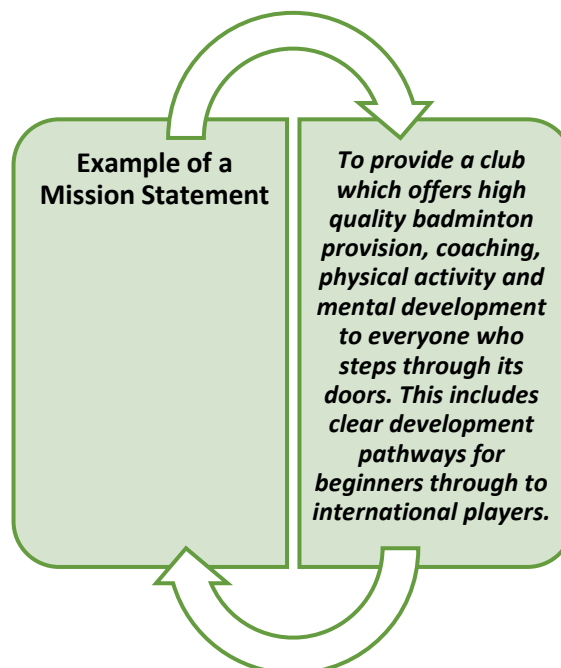 Example of a
Mission Statement
To provide a club
which offers high
quality badminton
provision, coaching,
physical activity and
mental development
to everyone who
steps through its
doors. This includes
clear development
pathways for
beginners through to
international players.